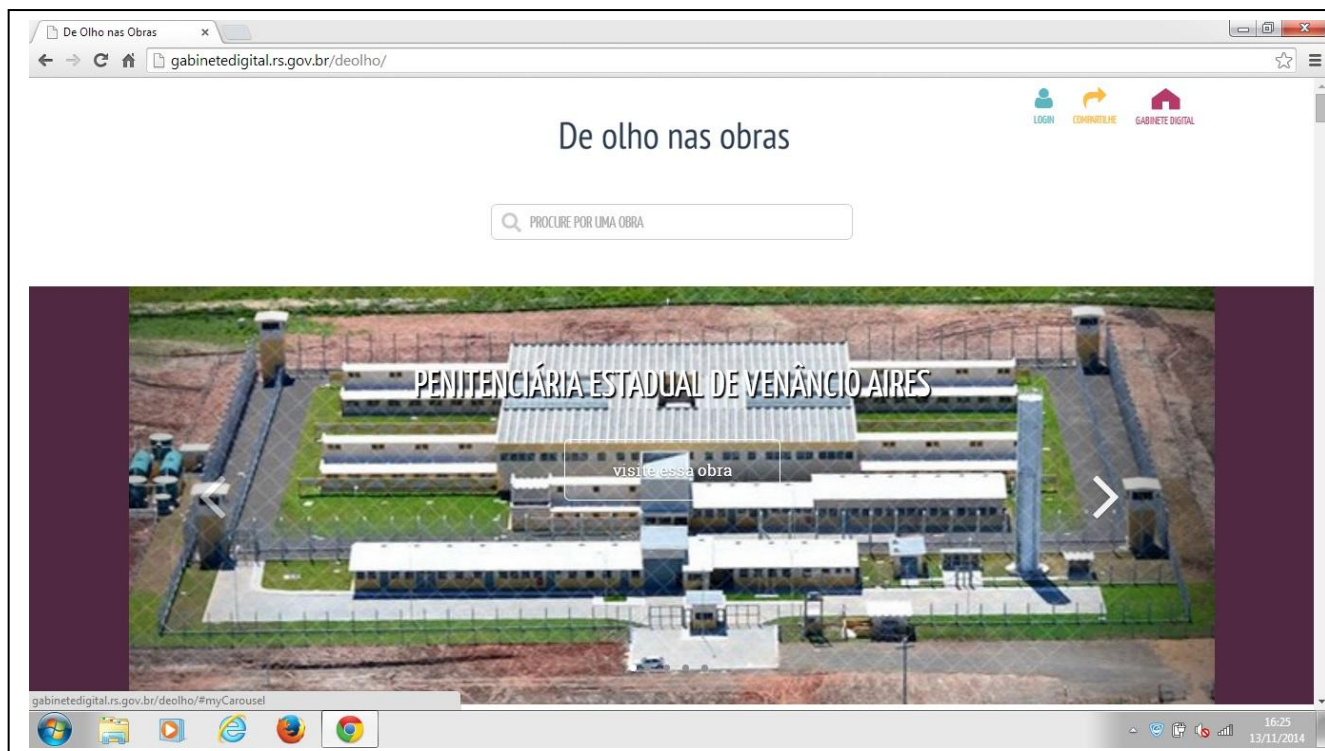 De Olho nas Obras
gabinetedigital.rs.gov.br/deolho/
LOGIN
COMPARTILHE
GABINETE DIGITAL
De olho nas obras
PROCURE POR UMA OBRA
PENITENCIÁRIA ESTADUAL DE VENÂNCIO AIRES
visite essa obra
gabinetedigital.rs.gov.br/deolho/#myCarousel
16:25
13/11/2014